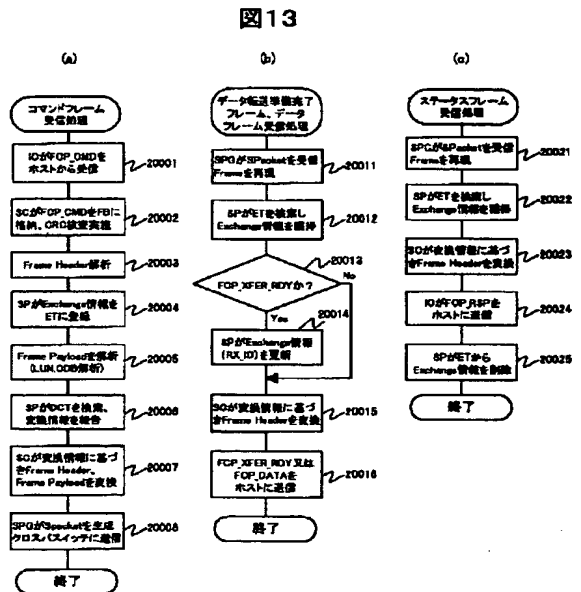 図13
(a)
コマンドフレーム
受信処理
ICがFCP_CMDを
ホストから受信
20001
SCがFCP_CMDをFBに
格納、CRC検査実施
20002
Frame Header解析
20003
SPがExchange情報を
ETに登録
20004
Frame Payloadを解析
(LUN,CDB解析)
20005
SPがDCTを検索、
変換情報を報告
20006
SCが変換情報に基づ
きFrame Header、
Frame Payloadを変換
20007
SPGがSpacketを生成
クロスバスイッチに送信
20008
終了
(b)
データ転送準備完了
フレーム、データ
フレーム受信処理
SPGがSPacketを受信
Frameを再現
20011
SPがETを検索し
Exchange情報を獲得
20012
FCP_XFER_RDYか?
20013
No
Yes
SPがExchange情報
(RX_ID)を更新
20014
SCが変換情報に基づ
きFrame Headerを変換
20015
FCP_XFER_RDY又は
FCP_DATAを
ホストに送信
20016
終了
(c)
ステータスフレーム
受信処理
SPGがSPacketを受信
Frameを再現
20021
SPがETを検索し
Exchange情報を獲得
20022
SCが変換情報に基づ
きFrame Headerを変換
20023
ICがFCP_RSPを
ホストに送信
20024
SPがETから
Exchange情報を削除
20025
終了